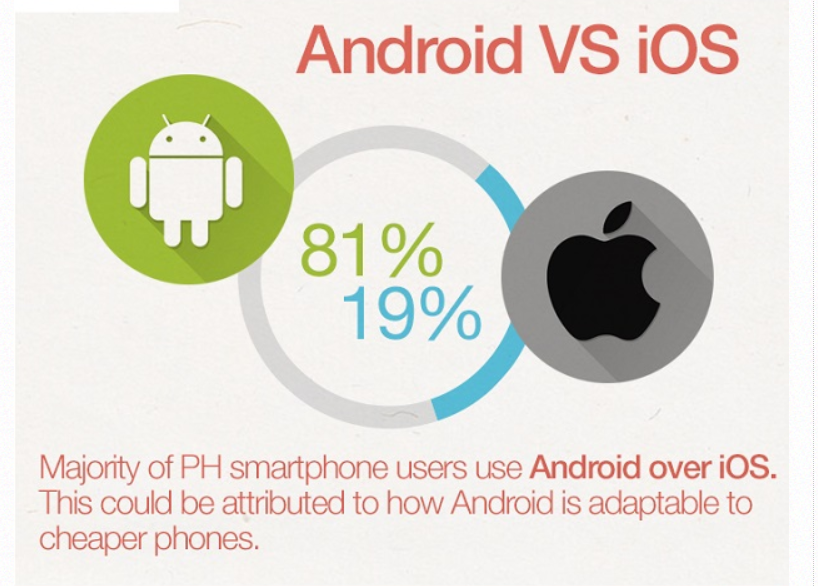 Android VS iOS
81%
19%
Majority of PH smartphone users use Android over iOS.
This could be attributed to how Android is adaptable to
cheaper phones.